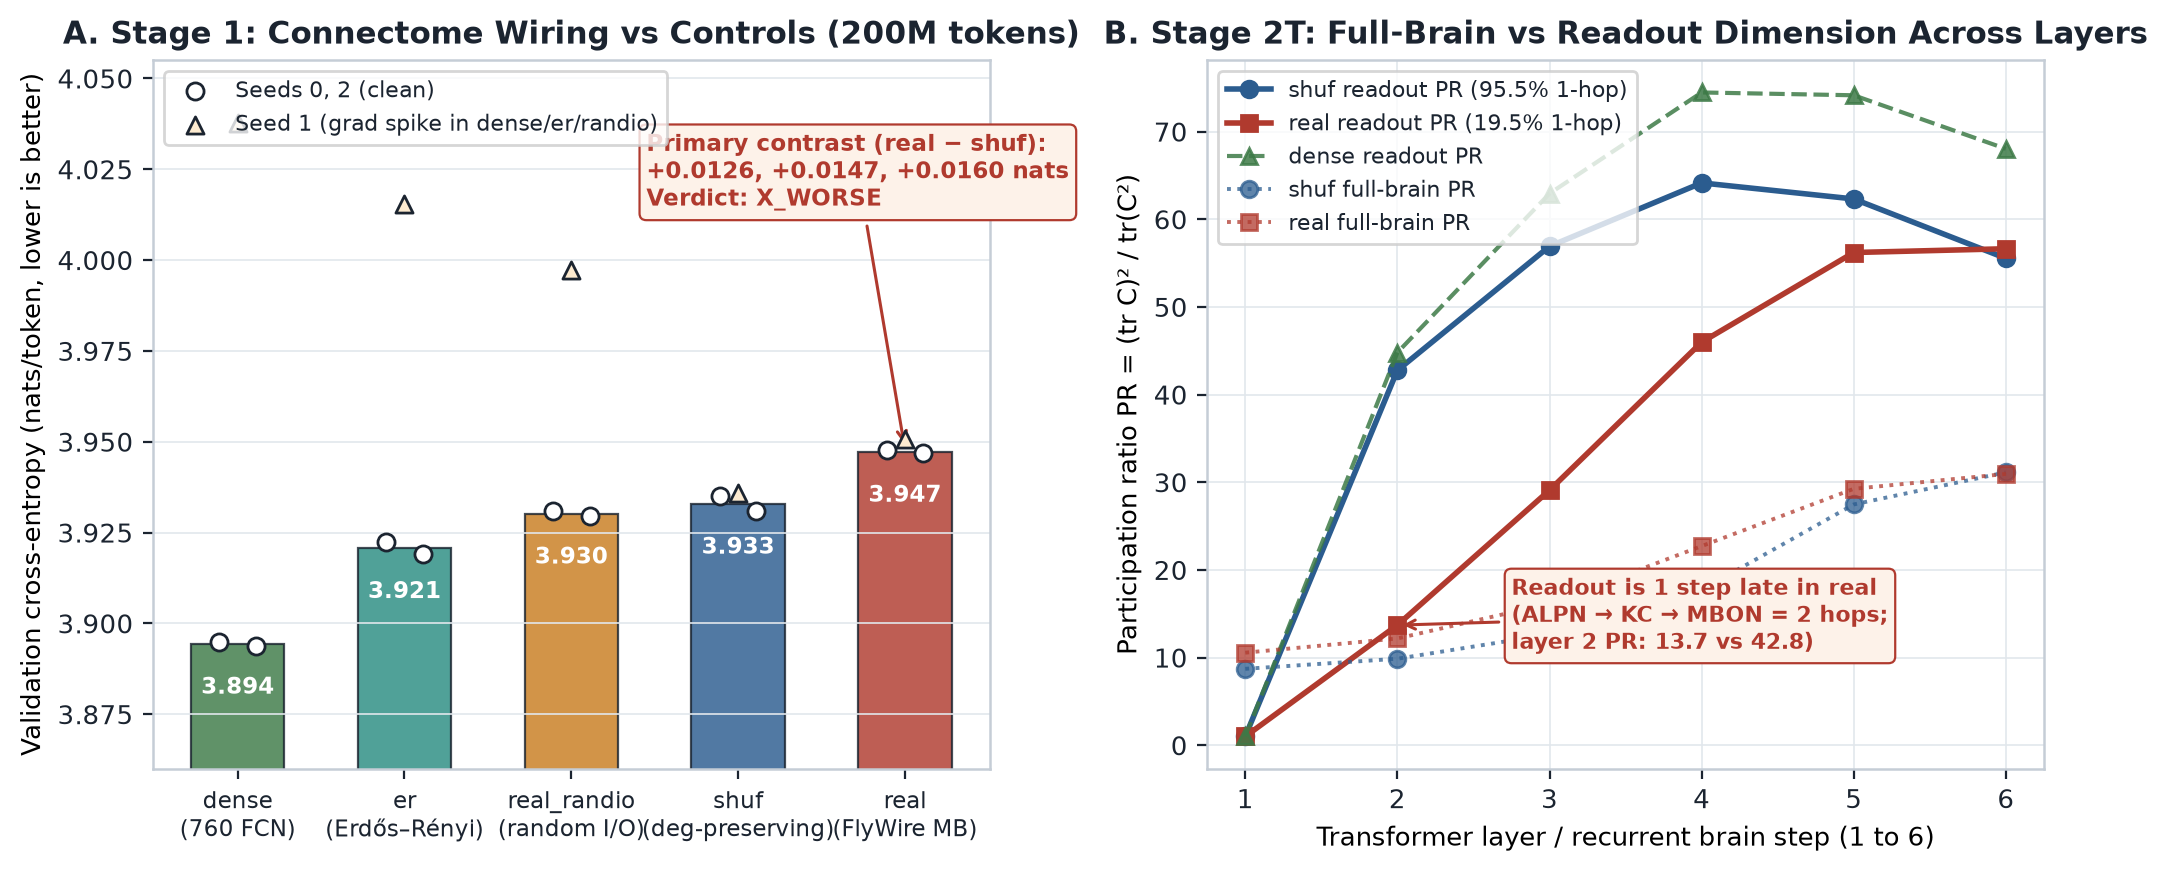 A. Stage 1: Connectome Wiring vs Controls (200M tokens)
Validation cross-entropy (nats/token, lower is better)
4.050
4.025
4.000
3.975
3.950
3.925
3.900
3.875
Seeds 0, 2 (clean)
Seed 1 (grad spike in dense/er/randio)
Primary contrast (real − shuf):
+0.0126, +0.0147, +0.0160 nats
Verdict: X_WORSE
3.894
3.921
3.930
3.933
3.947
dense
(760 FCN)
er
(Erdős–Rényi)
real_randio
(random I/O)
shuf
(deg-preserving)
real
(FlyWire MB)
B. Stage 2T: Full-Brain vs Readout Dimension Across Layers
Participation ratio PR = (tr C)² / tr(C²)
70
60
50
40
30
20
10
0
shuf readout PR (95.5% 1-hop)
real readout PR (19.5% 1-hop)
dense readout PR
shuf full-brain PR
real full-brain PR
Readout is 1 step late in real
(ALPN → KC → MBON = 2 hops;
layer 2 PR: 13.7 vs 42.8)
1
2
3
4
5
6
Transformer layer / recurrent brain step (1 to 6)